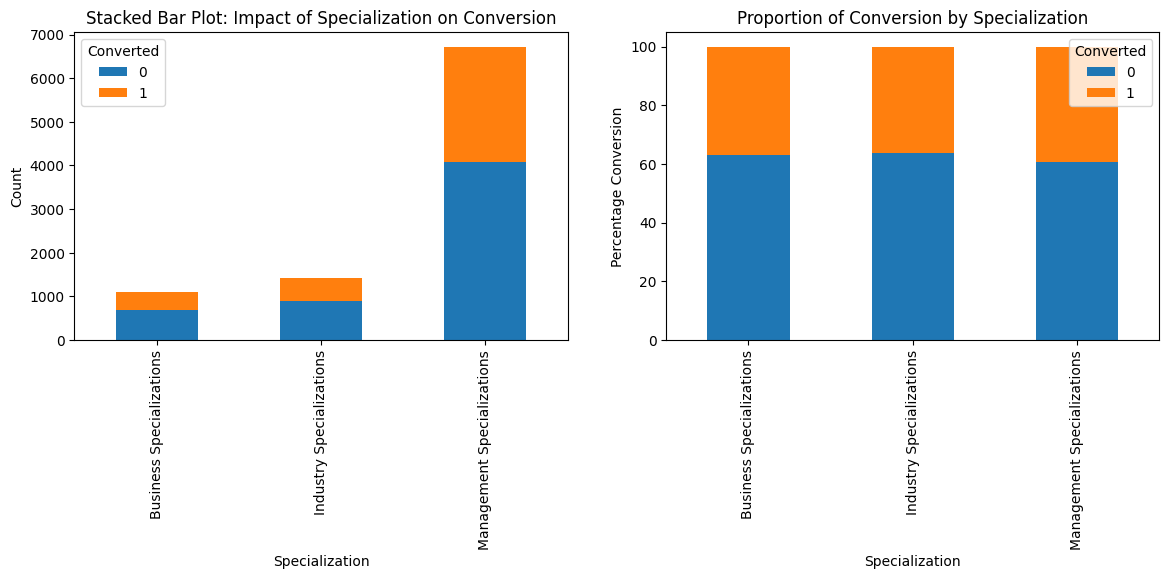 Stacked Bar Plot: Impact of Specialization on Conversion
7000
6000
5000
4000
3000
2000
1000
0
Count
Converted
0
1
Business Specializations
Industry Specializations
Management Specializations
Specialization
Proportion of Conversion by Specialization
100
80
60
40
20
0
Percentage Conversion
Converted
0
1
Business Specializations
Industry Specializations
Management Specializations
Specialization